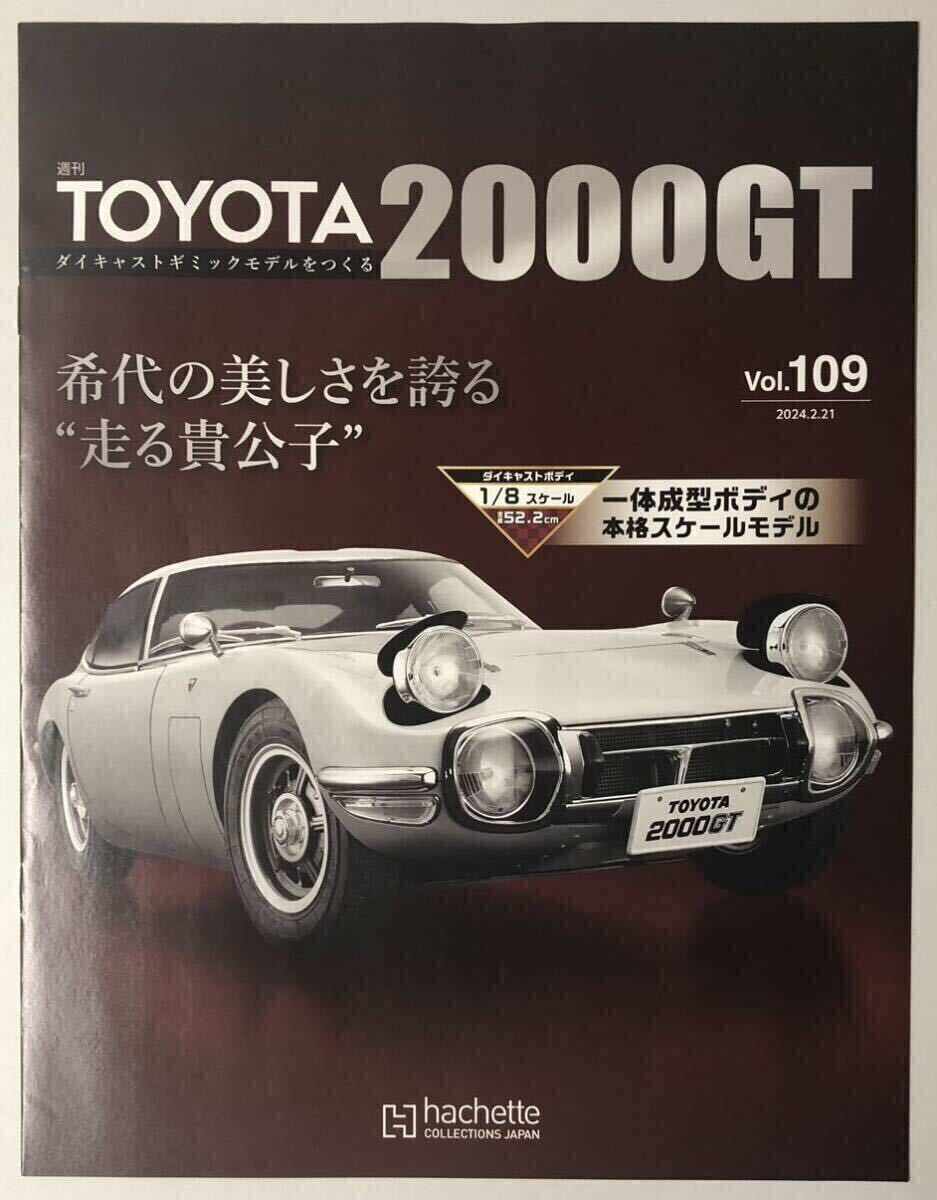 週刊
TOYOTA 2000GT
ダイキャストギミックモデルをつくる
希代の美しさを誇る
“走る貴公子”
Vol.109
2024.2.21
ダイキャストボディ
1/8 スケール
全長52.2cm
一体成型ボディの
本格スケールモデル
TOYOTA
2000GT
hachette
COLLECTIONS JAPAN